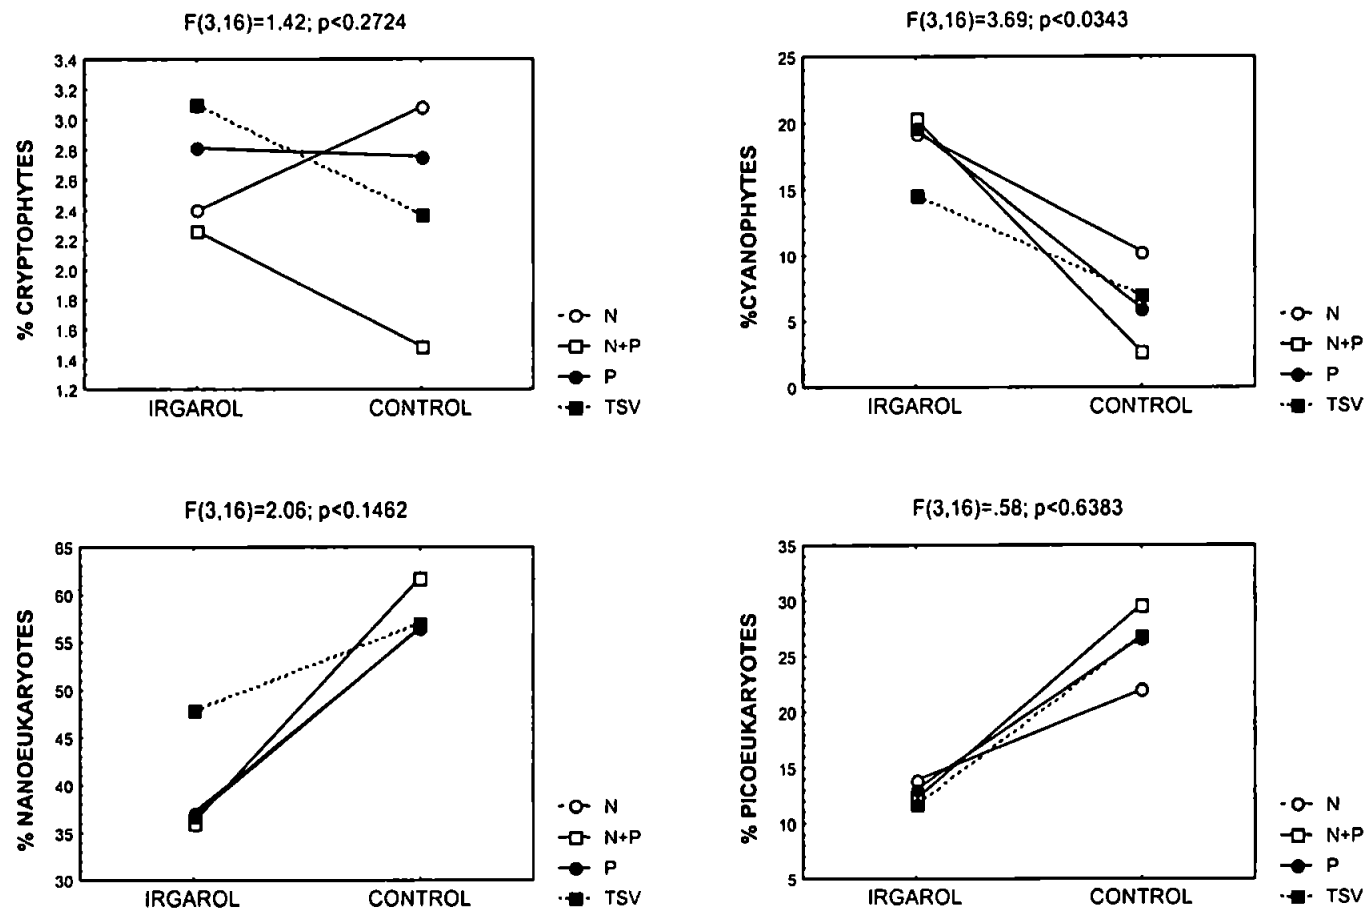 F(3,16)=1.42; p<0.2724
% CRYPTOPHYTES
3.4
3.2
3.0
2.8
2.6
2.4
2.2
2.0
1.8
1.6
1.4
1.2
IRGAROL
CONTROL
N
N+P
P
TSV
F(3,16)=3.69; p<0.0343
%CYANOPHYTES
25
20
15
10
5
0
IRGAROL
CONTROL
N
N+P
P
TSV
F(3,16)=2.06; p<0.1462
% NANOEUKARYOTES
65
60
55
50
45
40
35
30
IRGAROL
CONTROL
N
N+P
P
TSV
F(3,16)=.58; p<0.6383
% PICOEUKARYOTES
35
30
25
20
15
10
5
IRGAROL
CONTROL
N
N+P
P
TSV